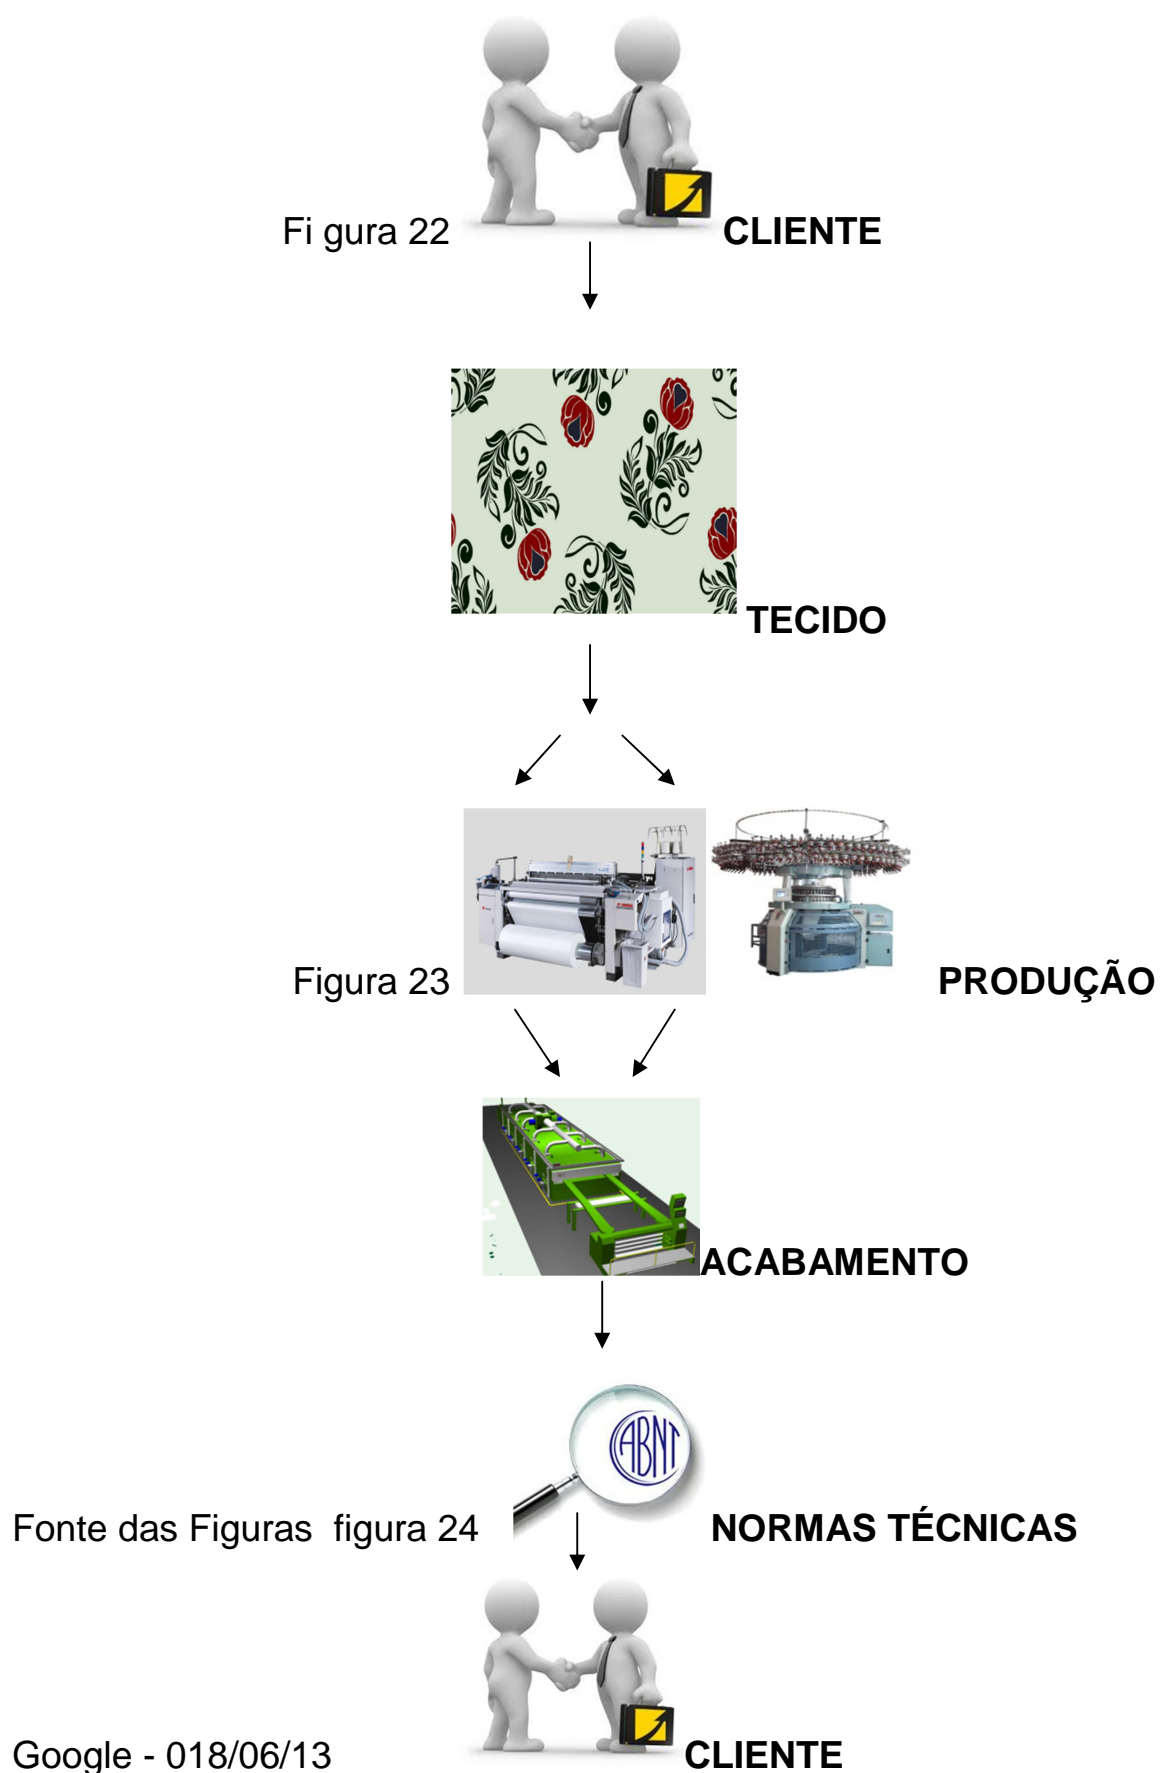 Fi gura 22 CLIENTE
TECIDO
Figura 23 PRODUÇÃO
ACABAMENTO
ABNT
Fonte das Figuras figura 24 NORMAS TÉCNICAS
Google - 018/06/13 CLIENTE